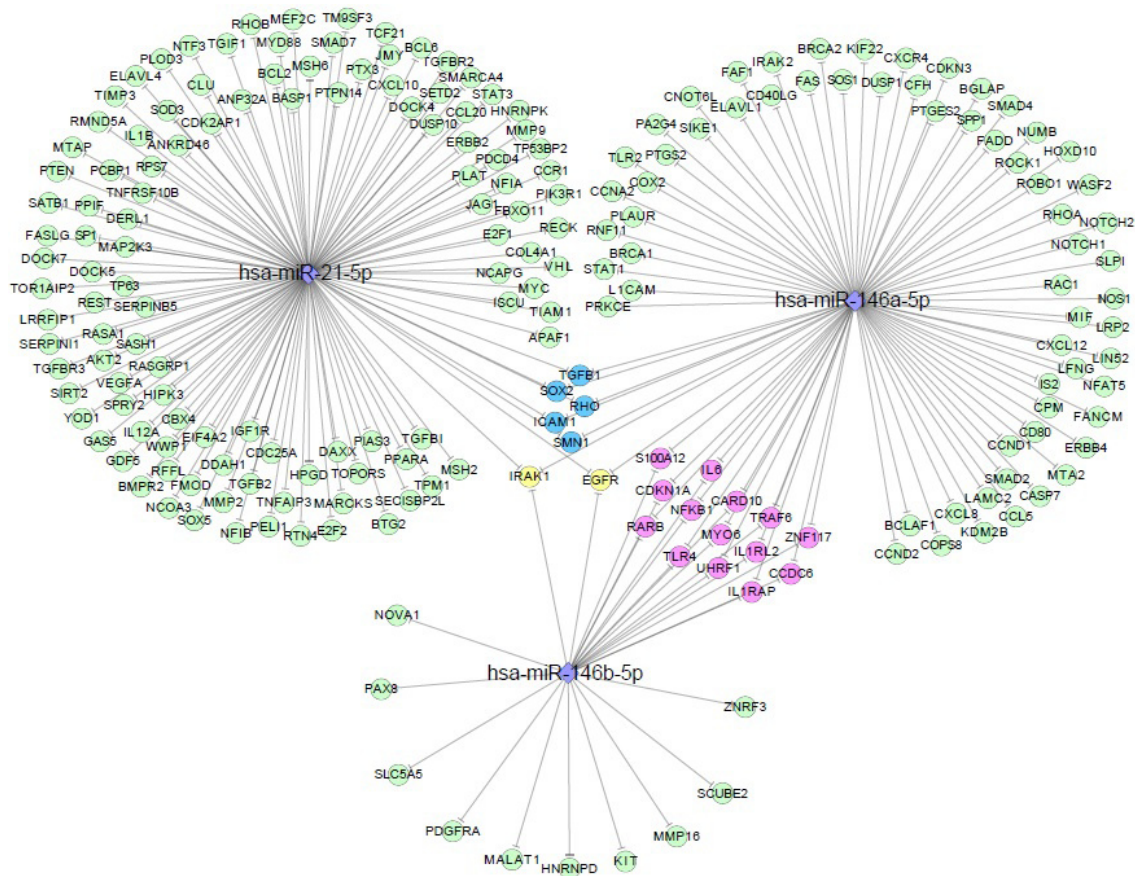 hsa-miR-21-5p
RHOB
MEF2C
TM9SF3
NTF3
TGIF1
MYD88
SMAD7
TCF21
JMY
BCL6
PLOD3
BCL2
MSH6
PTX3
TGFBR2
ELAVL4
CLU
ANP32A
BASP1
PTPN14
CXCL10
SMARCA4
TIMP3
SOD3
CDK2AP1
SETD2
STAT3
DOCK4
CCL20
RMND5A
IL1B
ANKRD46
DUSP10
HNRNPK
MTAP
ERBB2
MMP9
PCBP1
RPS7
PDCD4
TP53BP2
PTEN
PLAT
CCR1
TNFRSF10B
NFIA
SATB1
PPIF
JAG1
PIK3R1
DERL1
FBXO11
FASLG
SP1
E2F1
RECK
MAP2K3
COL4A1
DOCK7
DOCK5
VHL
TP63
NCAPG
TOR1AIP2
MYC
REST
SERPINB5
ISCU
LRRFIP1
TIAM1
RASA1
APAF1
SERPINI1
SASH1
AKT2
RASGRP1
TGFBR3
VEGFA
SIRT2
HIPK3
SPRY2
YOD1
CBX4
IL12A
EIF4A2
IGF1R
GAS5
WWP1
CDC25A
DAXX
PIAS3
TGFBI
GDF5
RFFL
DDAH1
HPGD
TOPORS
PPARA
MSH2
BMPR2
FMOD
TGFB2
SECISBP2L
TPM1
NCOA3
MMP2
TNFAIP3
MARCKS
SOX5
NFIB
PELI1
RTN4
E2F2
BTG2
hsa-miR-146a-5p
BRCA2
KIF22
IRAK2
CXCR4
FAF1
FAS
SOS1
DUSP1
CFH
CDKN3
CNOT6L
CD40LG
BGLAP
ELAVL1
PTGES2
SMAD4
PA2G4
SIKE1
SPP1
FADD
NUMB
TLR2
PTGS2
ROCK1
HOXD10
CCNA2
COX2
ROBO1
WASF2
PLAUR
RNF11
RHOA
NOTCH2
BRCA1
NOTCH1
STAT1
SLPI
L1CAM
RAC1
PRKCE
NOS1
MIF
LRP2
CXCL12
LIN52
LFNG
IS2
NFAT5
CPM
FANCM
CD80
CCND1
ERBB4
MTA2
SMAD2
LAMC2
CASP7
CXCL8
CCL5
BCLAF1
KDM2B
CCND2
COPS8
TGFB1
SOX2
RHO
ICAM1
SMN1
IRAK1
EGFR
S100A12
IL6
CDKN1A
CARD10
NFKB1
RARB
TRAF6
MYO6
ZNF117
TLR4
IL1RL2
UHRF1
CCDC6
IL1RAP
hsa-miR-146b-5p
NOVA1
PAX8
ZNRF3
SLC5A5
SCUBE2
PDGFRA
MMP16
MALAT1
HNRNPD
KIT